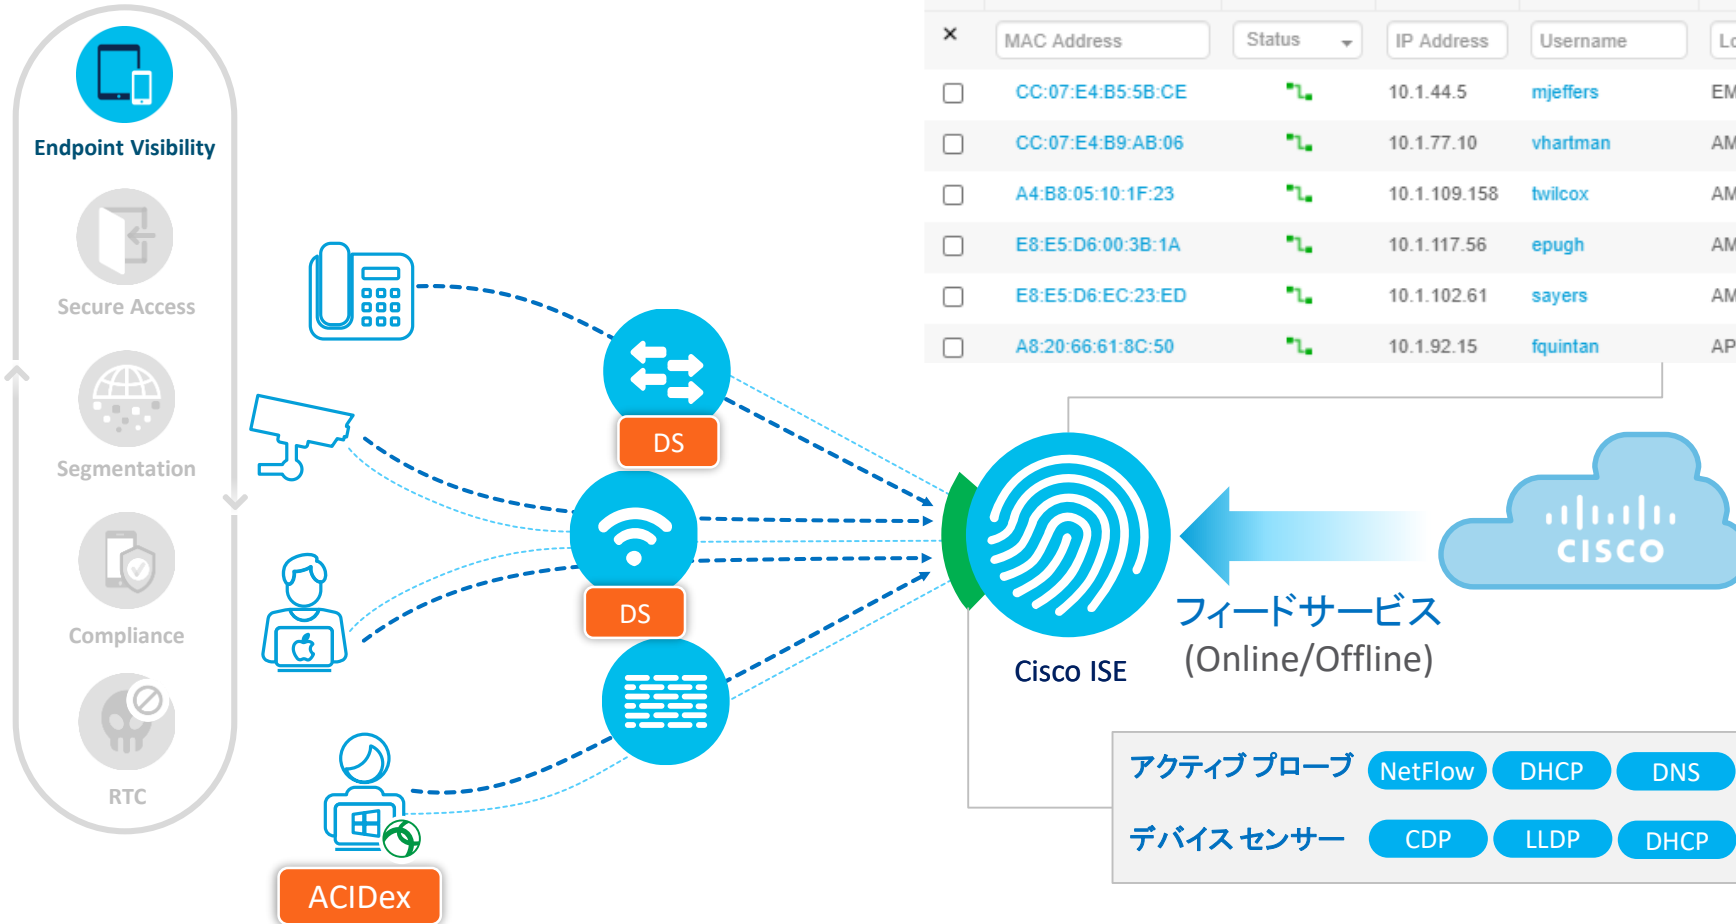 Endpoint Visibility
Secure Access
Segmentation
Compliance
RTC
MAC Address Status IP Address Username
CC:07:E4:B5:5B:CE 10.1.44.5 mjeffers
CC:07:E4:B9:AB:06 10.1.77.10 vhartman
A4:B8:05:10:1F:23 10.1.109.158 twilcox
E8:E5:D6:00:3B:1A 10.1.117.56 epugh
E8:E5:D6:EC:23:ED 10.1.102.61 sayers
A8:20:66:61:8C:50 10.1.92.15 fquintan
DS
DS
ACIDex
Cisco ISE
CISCO
フィードサービス
(Online/Offline)
アクティブ プローブ NetFlow DHCP DNS
デバイス センサー CDP LLDP DHCP